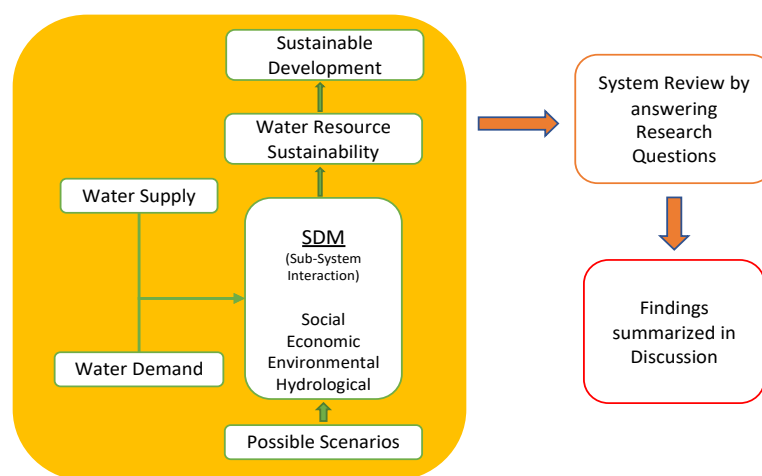 Sustainable
Development
Water Resource
Sustainability
Water Supply
SDM
(Sub-System
Interaction)
Social
Economic
Environmental
Hydrological
Water Demand
Possible Scenarios
System Review by
answering
Research
Questions
Findings
summarized in
Discussion